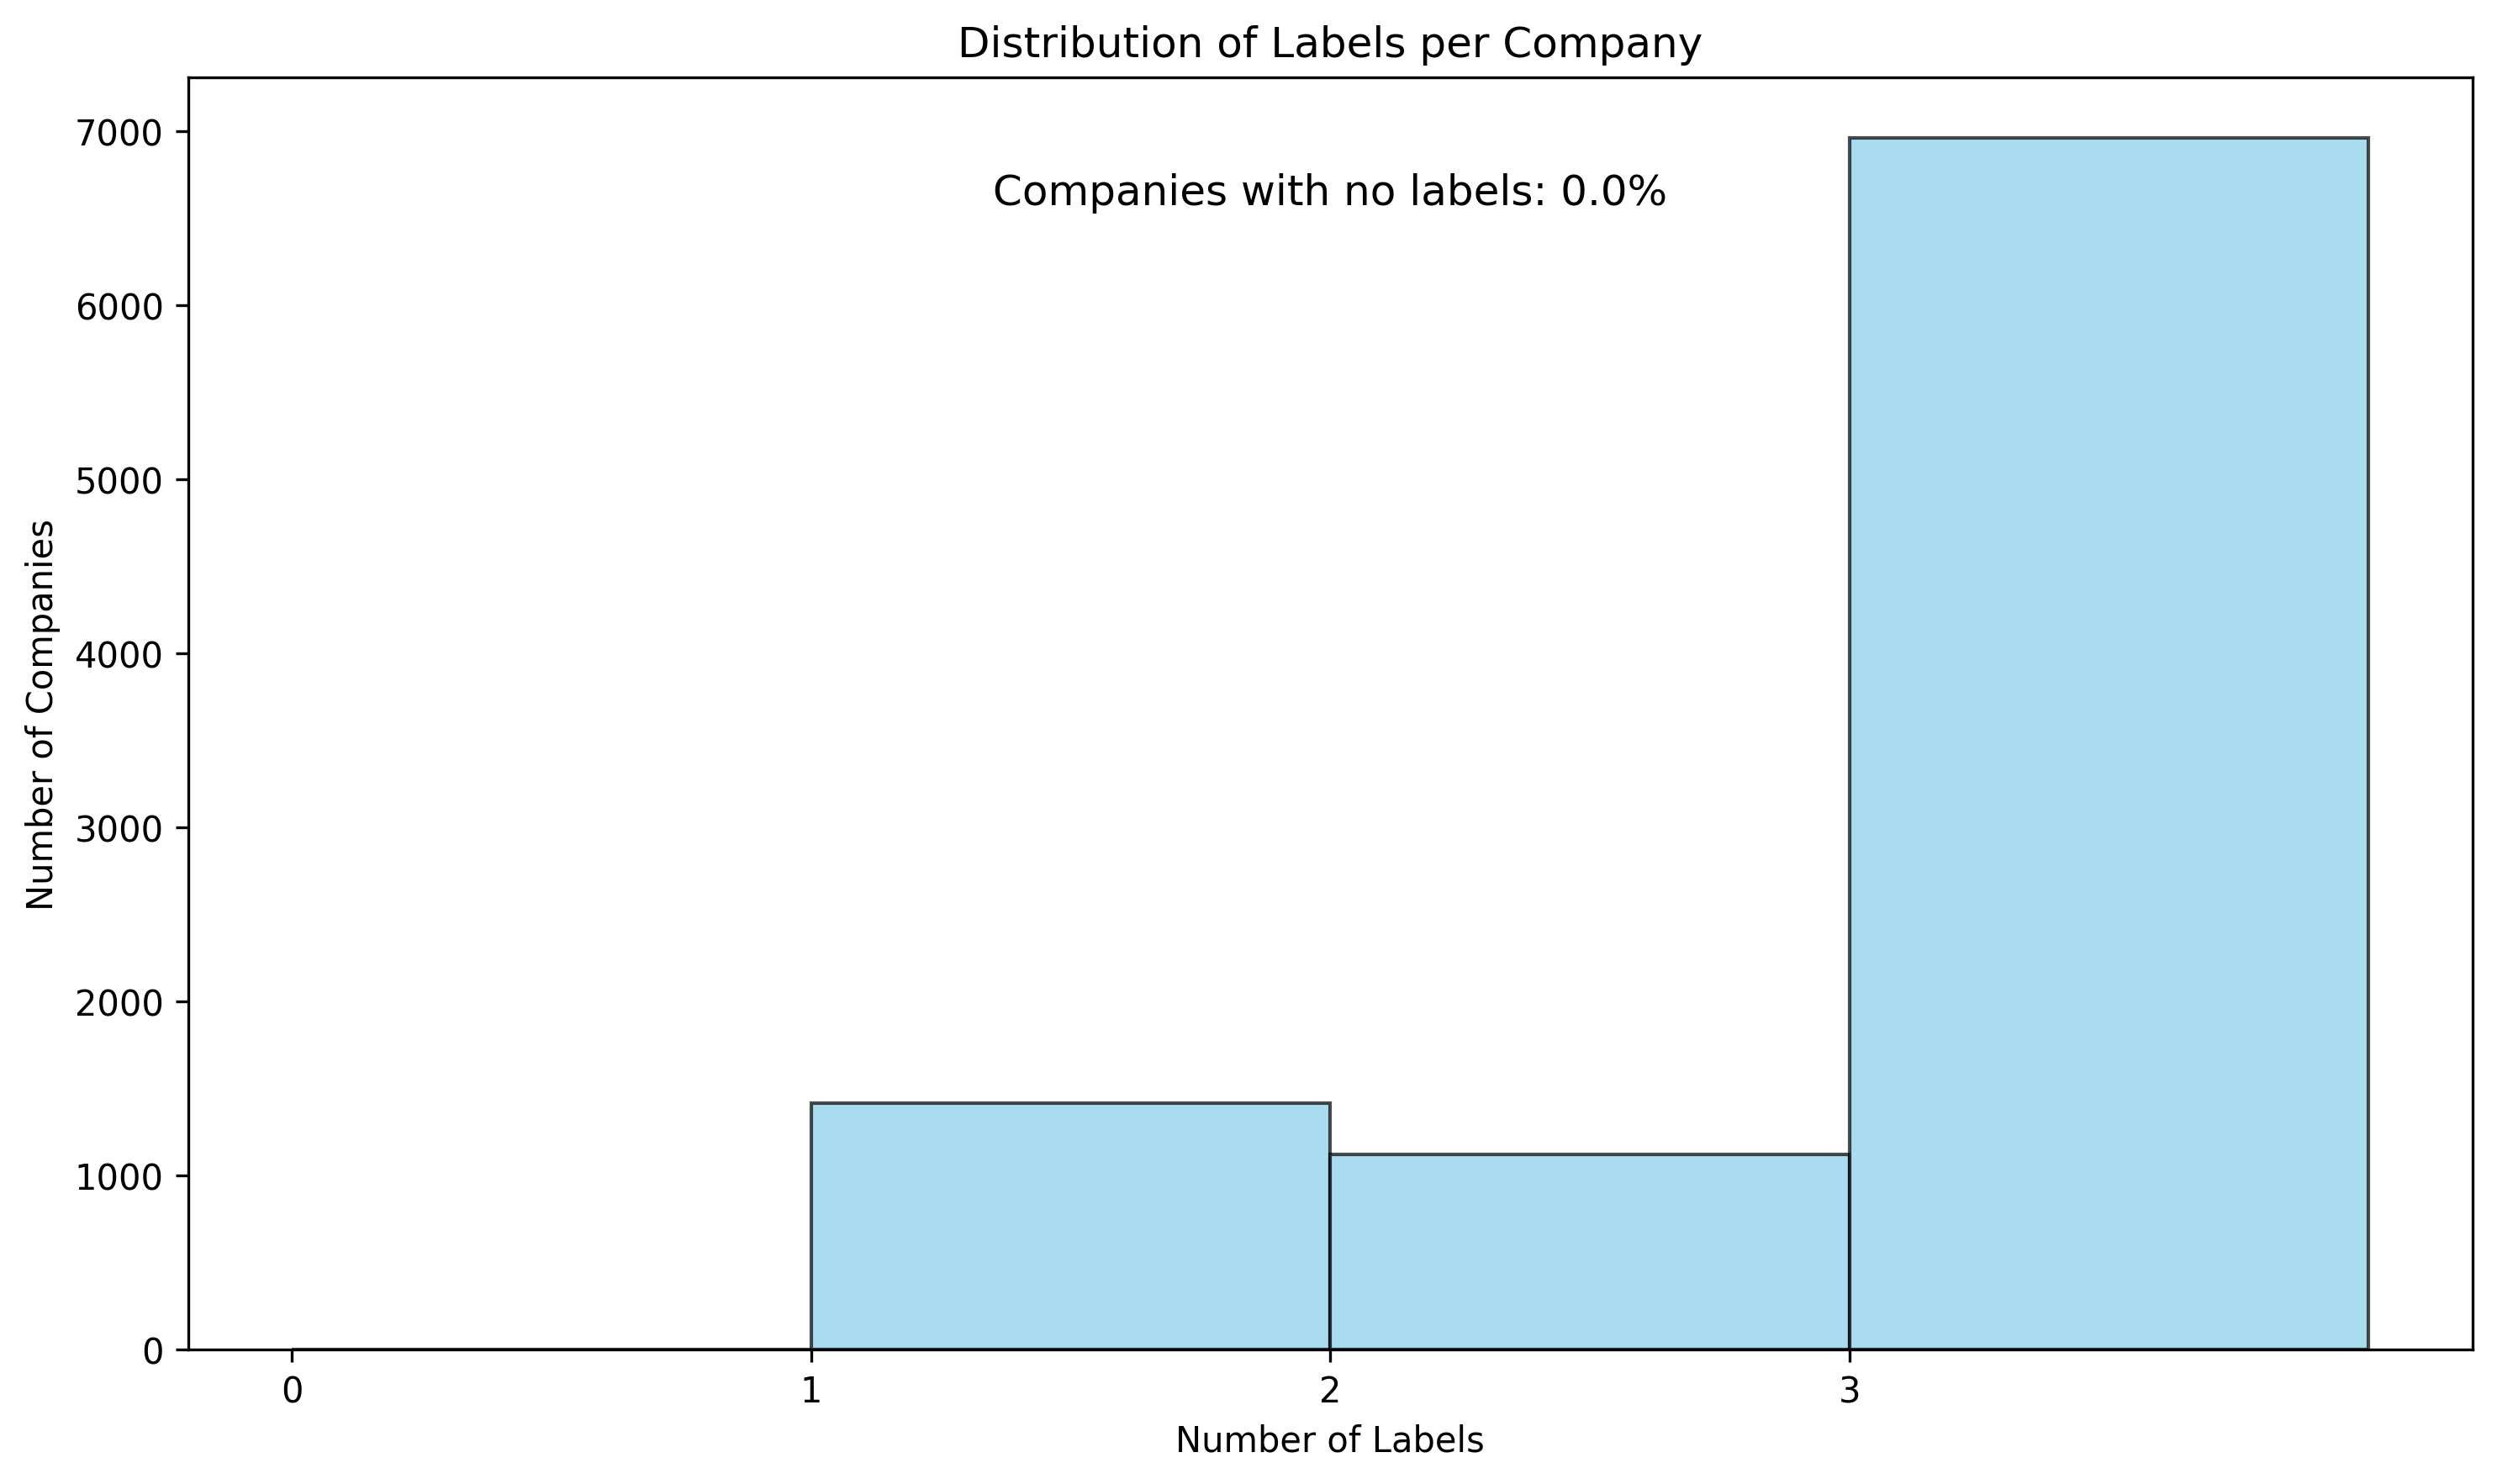 Distribution of Labels per Company
Companies with no labels: 0.0%
Number of Companies
7000
6000
5000
4000
3000
2000
1000
0
0 1 2 3
Number of Labels